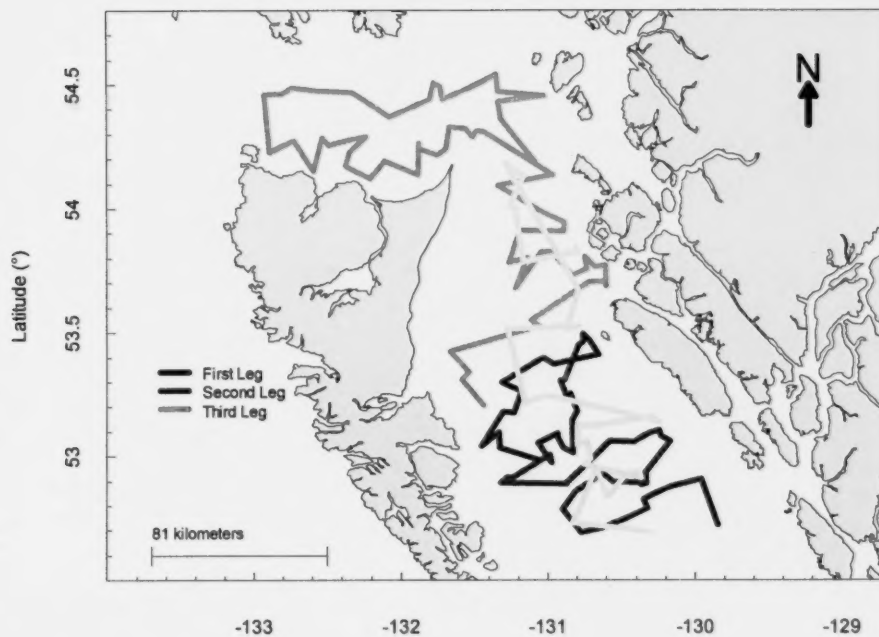 54.5
N
54
Latitude (°)
53.5
First Leg
Second Leg
Third Leg
53
81 kilometers
-133 -132 -131 -130 -129